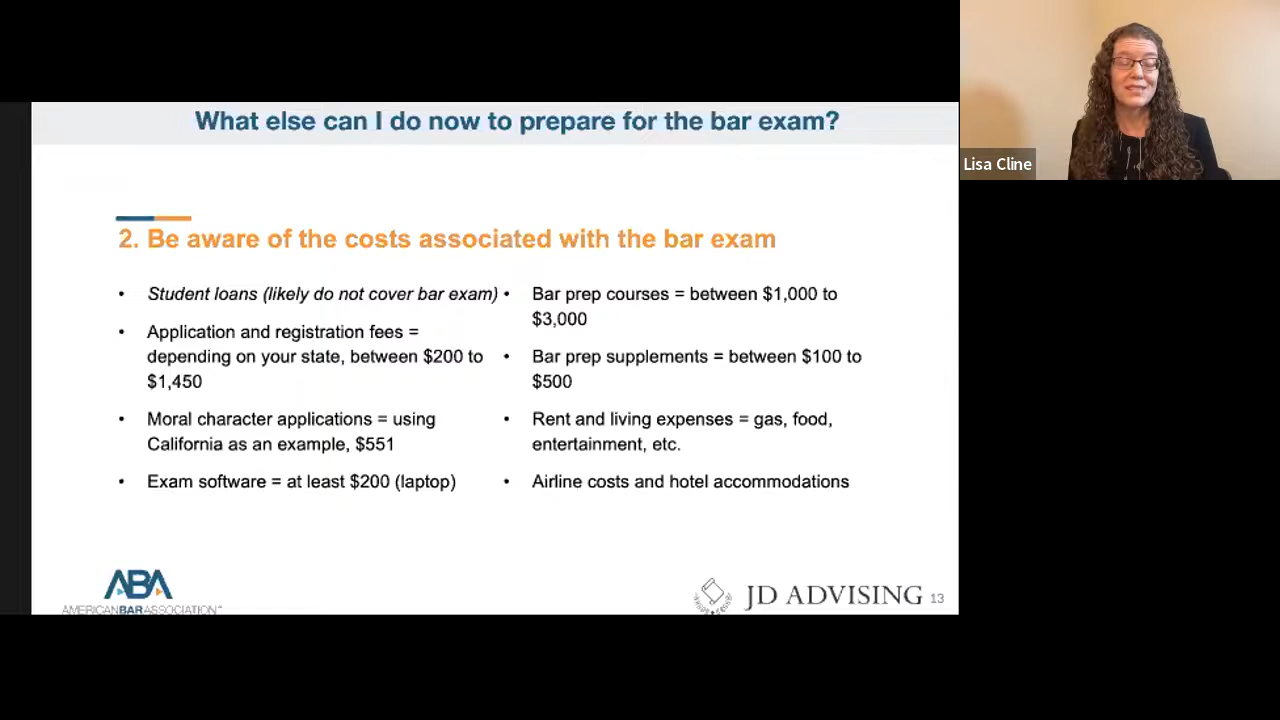 What else can I do now to prepare for the bar exam?
Lisa Cline
2. Be aware of the costs associated with the bar exam
• Student loans (likely do not cover bar exam)
• Application and registration fees =
depending on your state, between $200 to
$1,450
• Moral character applications = using
California as an example, $551
• Exam software = at least $200 (laptop)
• Bar prep courses = between $1,000 to
$3,000
• Bar prep supplements = between $100 to
$500
• Rent and living expenses = gas, food,
entertainment, etc.
• Airline costs and hotel accommodations
ABA
AMERICANBARASSOCIATION
JD ADVISING
13